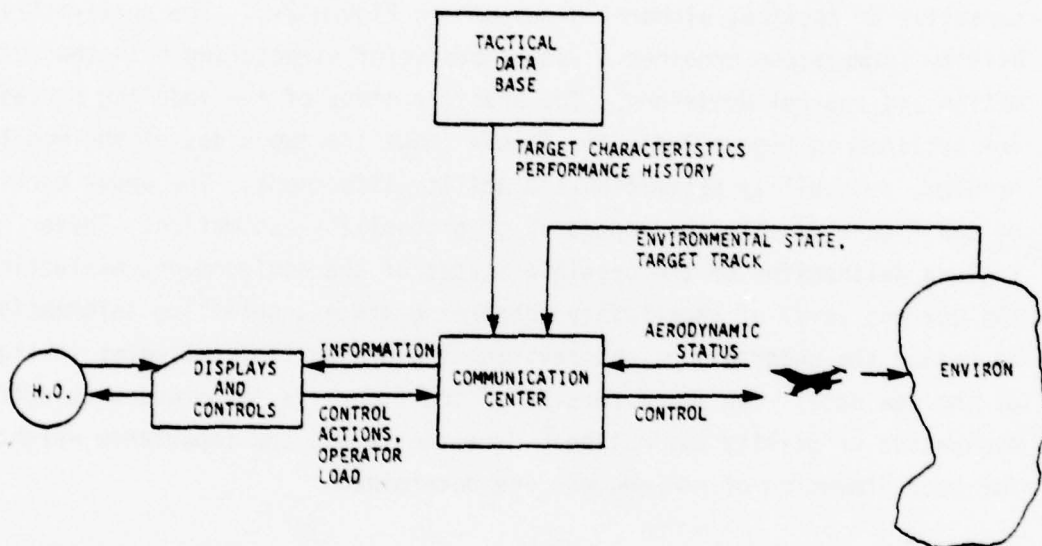 TACTICAL
DATA
BASE
TARGET CHARACTERISTICS
PERFORMANCE HISTORY
ENVIRONMENTAL STATE,
TARGET TRACK
H.O.
DISPLAYS
AND
CONTROLS
INFORMATION
CONTROL
ACTIONS,
OPERATOR
LOAD
COMMUNICATION
CENTER
AERODYNAMIC
STATUS
CONTROL
ENVIRON